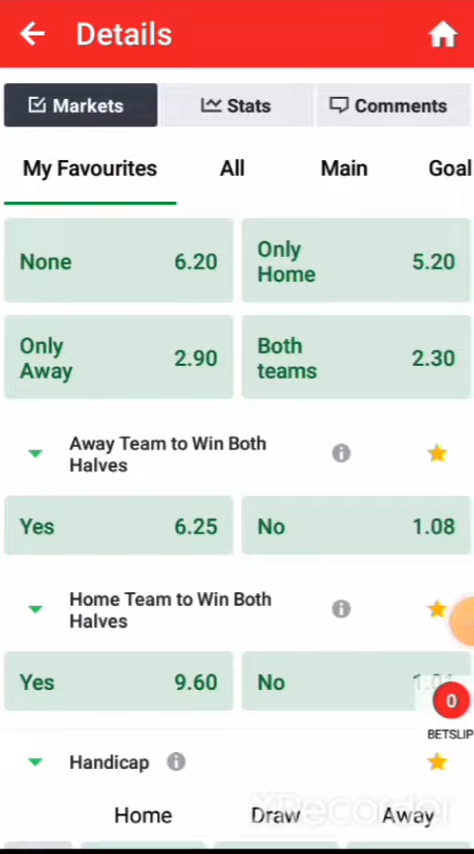 Details
Markets Stats Comments
My Favourites All Main Goal
None 6.20 Only Home 5.20
Only Away 2.90 Both teams 2.30
Away Team to Win Both
Halves
Yes 6.25 No 1.08
Home Team to Win Both
Halves
Yes 9.60 No
0
BETSLIP
Handicap
Home Draw Away
XRecorder